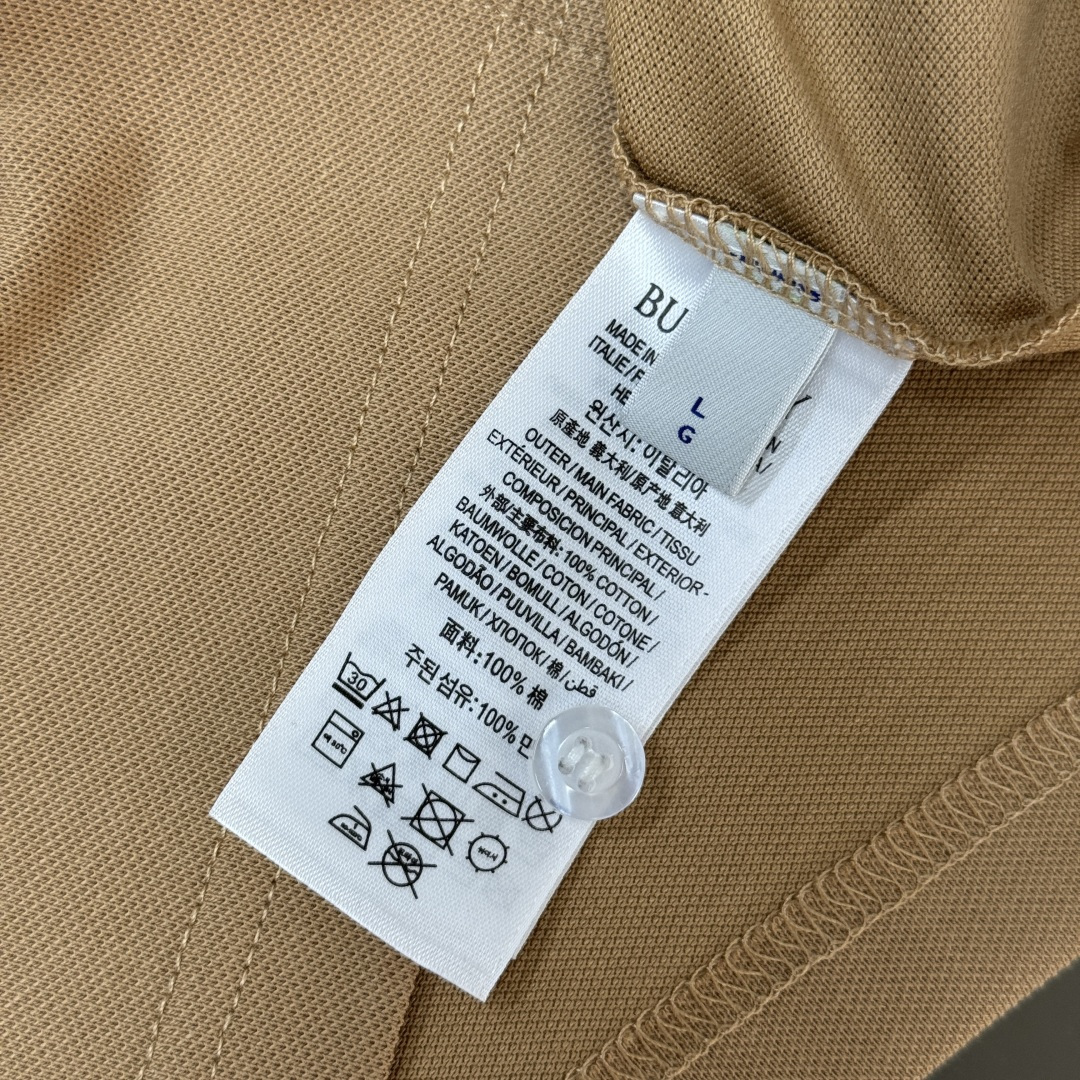 BU
MADE IN
ITALIE/
HE
L
G
원산지: 이탈리아
原產地 義大利/原产地 意大利
OUTER/MAIN FABRIC/TISSU
EXTÉRIEUR/PRINCIPAL/EXTERIOR-
COMPOSICION PRINCIPAL/
外部/主要布料: 100% COTTON/
BAUMWOLLE/COTON/COTONE/
KATOEN/BOMULL/ALGODÓN/
ALGODÃO/PUUVILLA/BAMBAKI/
PAMUK/ХЛОПОК/棉/قطن
面料:100% 棉
주된 섬유:100% 면
30